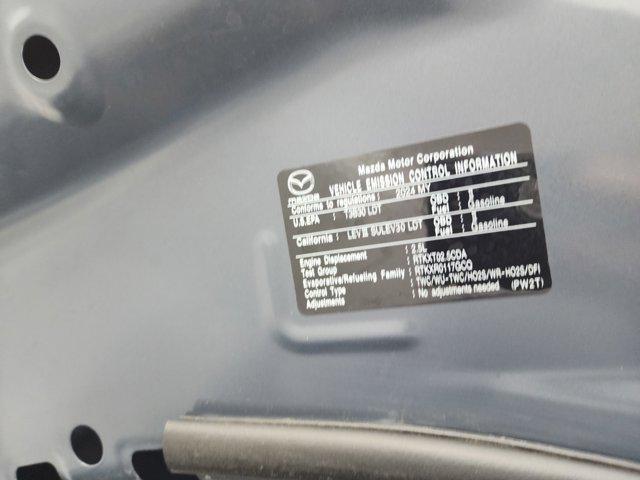 Mazda Motor Corporation
mazda VEHICLE EMISSION CONTROL INFORMATION
Conforms to regulations : 2024 MY
U.S.EPA : T3B30 LDT OBD : II Fuel : Gasoline
California : LEVIII SULEV30 LDT OBD : II Fuel : Gasoline
Engine Displacement : 2.5L
Test Group : RTKXT02.5CDA
Evaporative/Refueling Family : RTKXR0117GCQ
Control Type : TWC/WU-TWC/HO2S/WR-HO2S/DFI
Adjustments : No adjustments needed (PW2T)